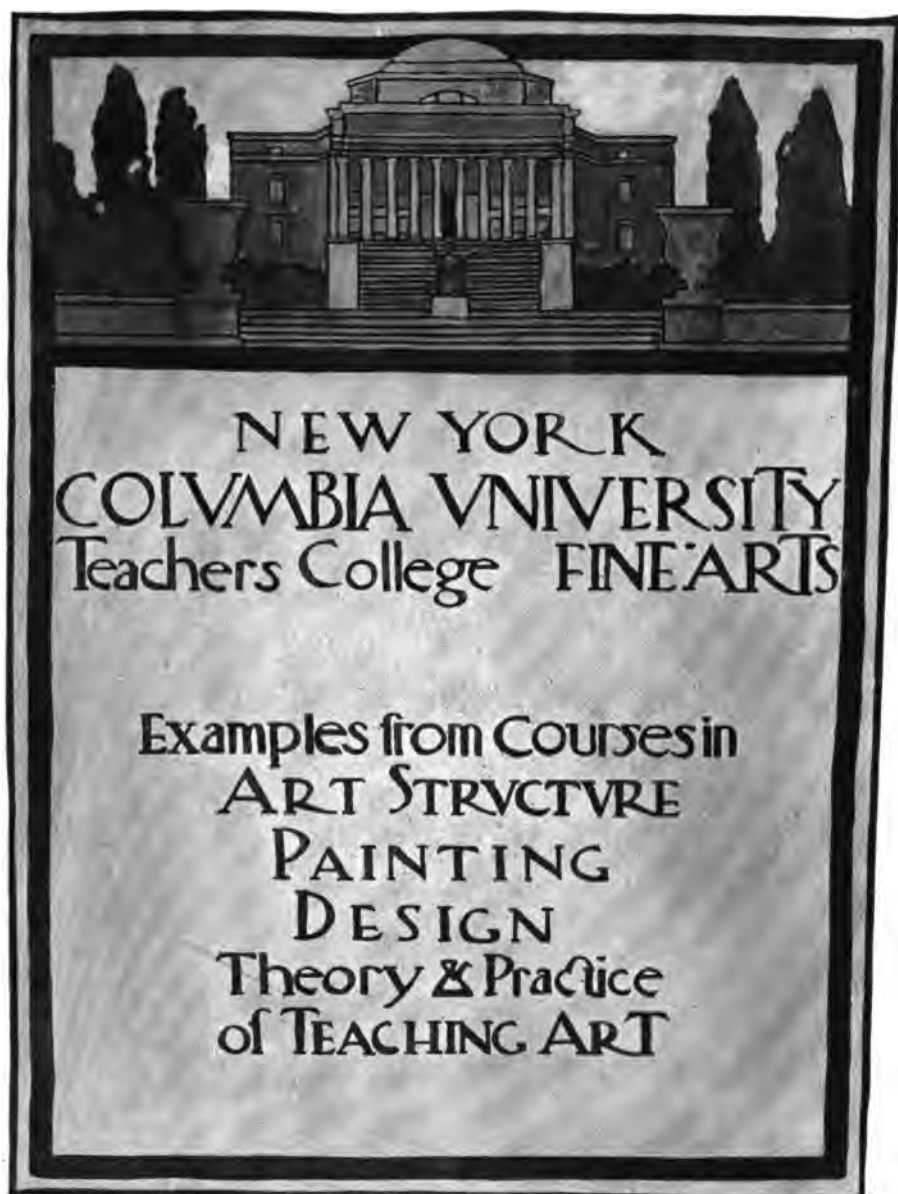 NEW YORK
COLVMBIA VNIVERSITY
Teachers College FINE·ARTS
Examples from Courses in
ART STRVCTVRE
PAINTING
DESIGN
Theory & Practice
of TEACHING ART